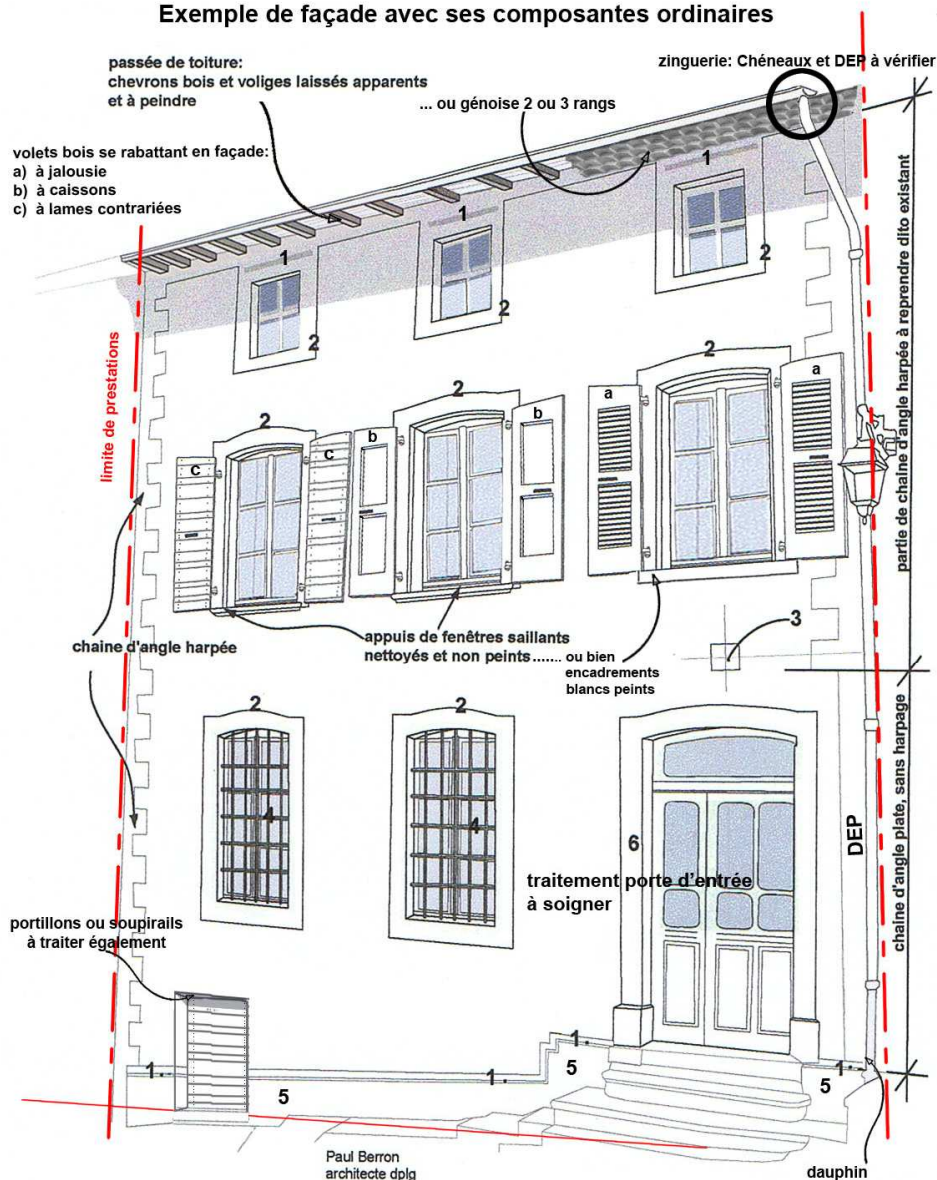 Exemple de façade avec ses composantes ordinaires
passée de toiture:
chevrons bois et voliges laissés apparents
et à peindre
zinguerie: Chéneaux et DEP à vérifier
... ou génoise 2 ou 3 rangs
volets bois se rabattant en façade:
a) à jalousie
b) à caissons
c) à lames contrariées
1
1
1
2
2
2
limite de prestations
partie de chaine d'angle harpée à reprendre dito existant
2
2
2
a
a
b
b
c
c
chaine d'angle harpée
appuis de fenêtres saillants
nettoyés et non peints....... ou bien
encadrements
blancs peints
3
2
2
4
4
6
traitement porte d'entrée
à soigner
DEP
chaine d'angle plate, sans harpage
portillons ou soupirails
à traiter également
1.
1.
1.
1.
5
5
5
Paul Berron
architecte dplg
dauphin